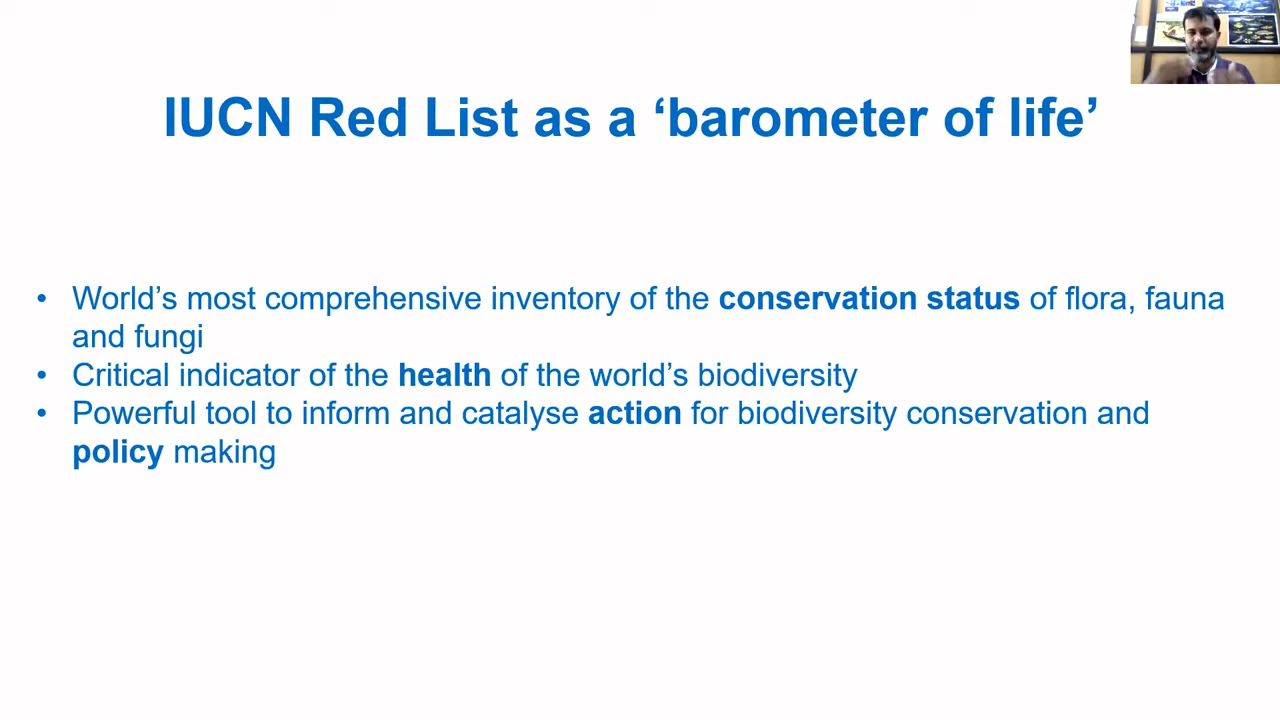 IUCN Red List as a ‘barometer of life’
• World’s most comprehensive inventory of the conservation status of flora, fauna
and fungi
• Critical indicator of the health of the world’s biodiversity
• Powerful tool to inform and catalyse action for biodiversity conservation and
policy making